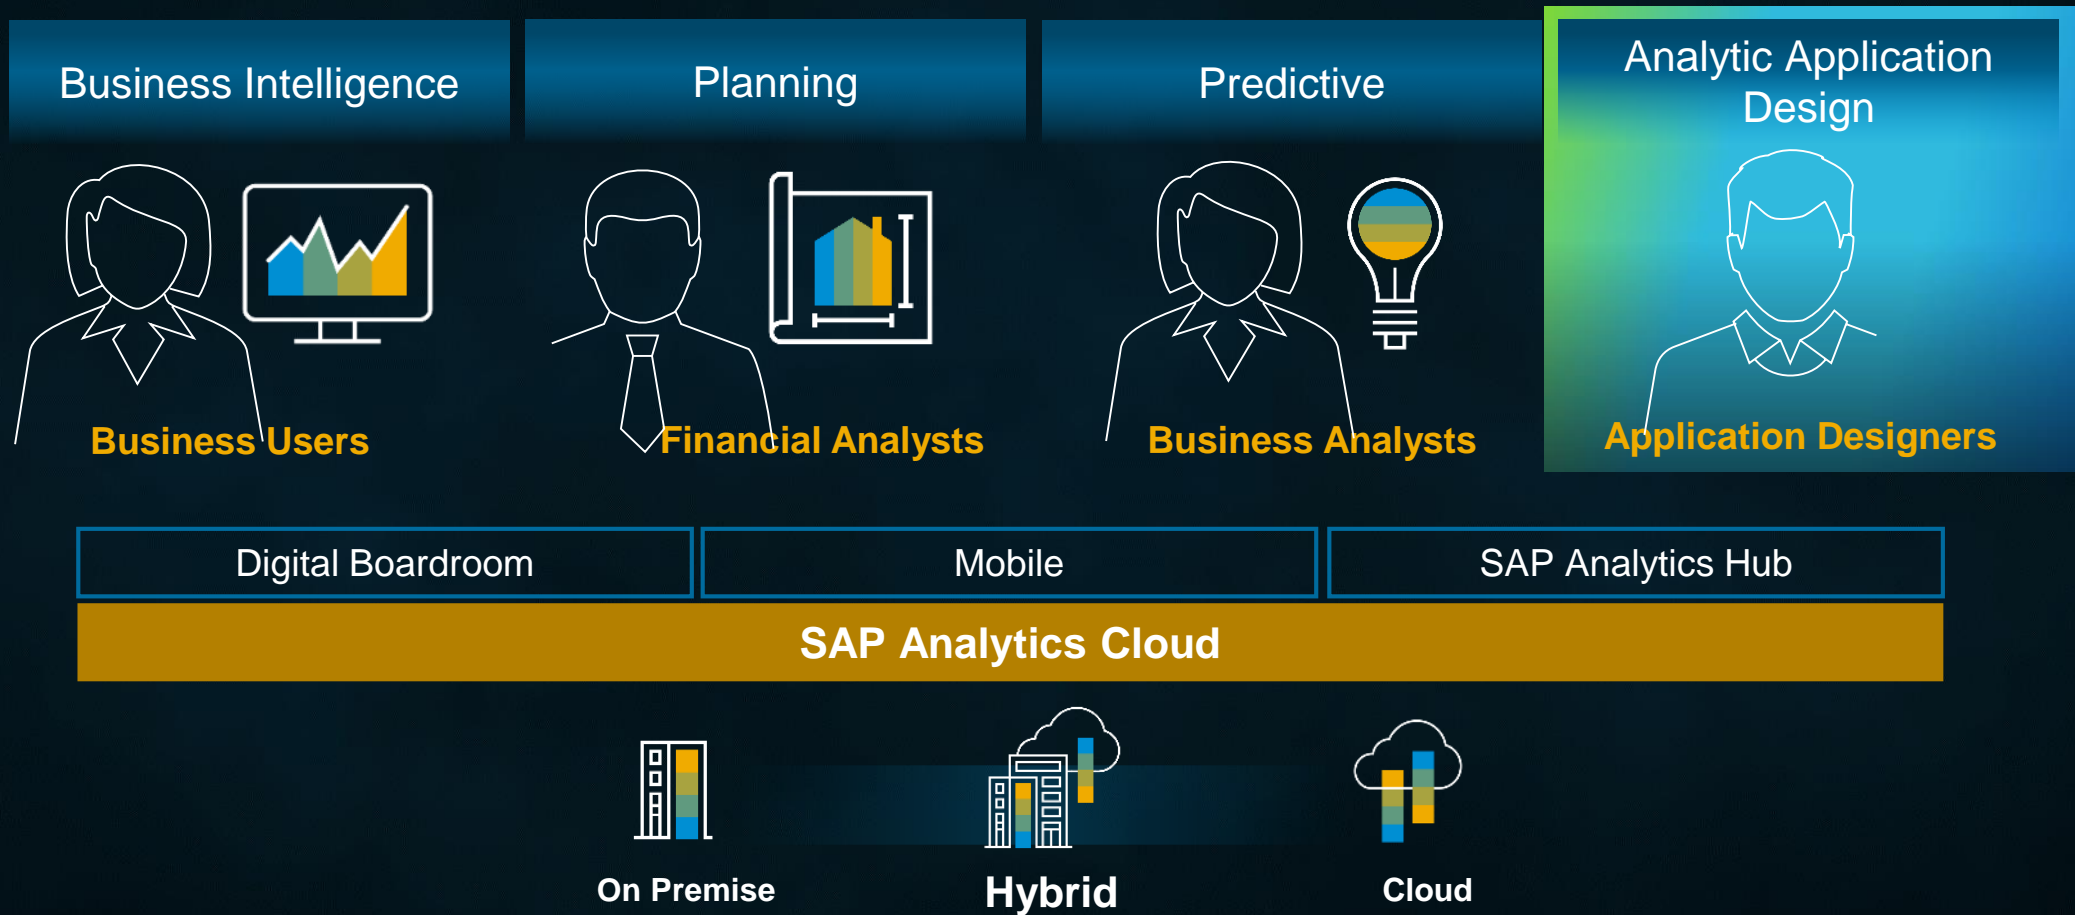 Business Intelligence
Planning
Predictive
Analytic Application
Design
Business Users
Financial Analysts
Business Analysts
Application Designers
Digital Boardroom
Mobile
SAP Analytics Hub
SAP Analytics Cloud
On Premise
Hybrid
Cloud